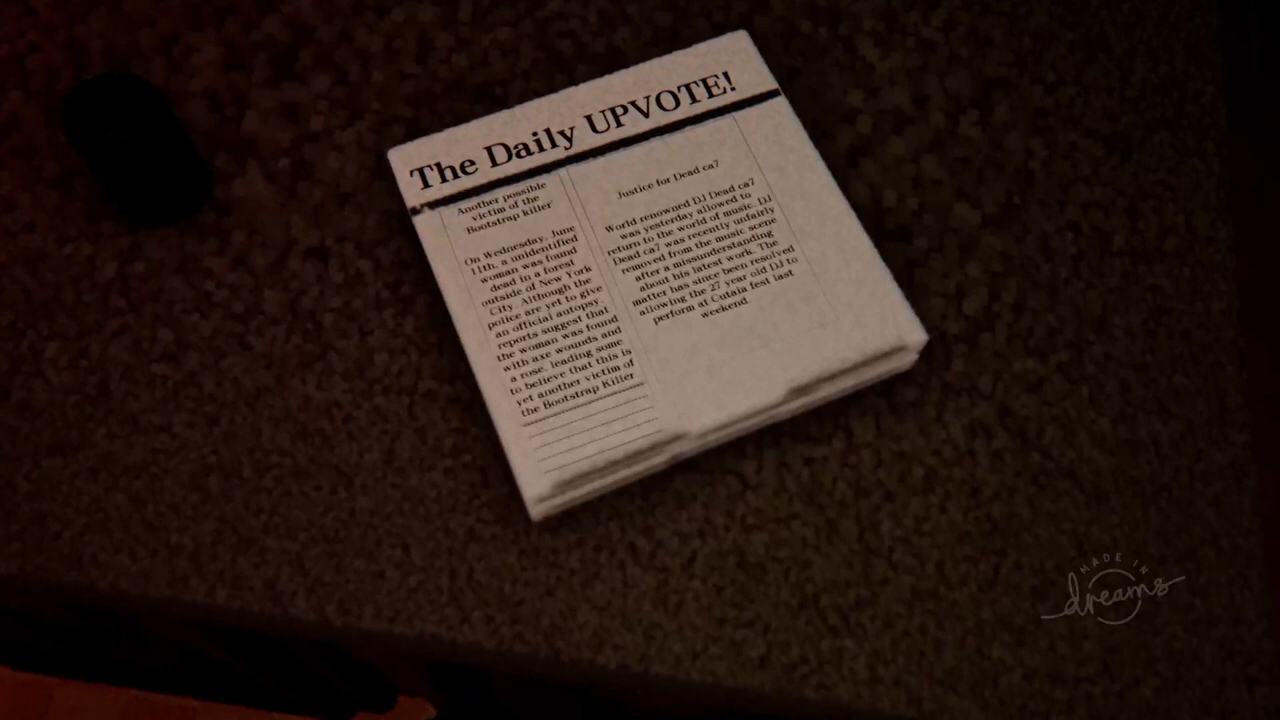 The Daily UPVOTE!
Another possible
victim of the
Bootstrap killer
On Wednesday, June
11th, a unidentified
woman was found
dead in a forest
outside of New York
City. Although the
police are yet to give
an official autopsy,
reports suggest that
the woman was found
with axe wounds and
a rose, leading some
to believe that this is
yet another victim of
the Bootstrap Killer
Justice for Dead ca7
World renowned DJ Dead ca7
was yesterday allowed to
return to the world of music. DJ
Dead ca7 was recently unfairly
removed from the music scene
after a missunderstanding
about his latest work. The
matter has since been resolved
allowing the 27 year old DJ to
perform at Cutaia fest last
weekend.
MADE IN
dreams